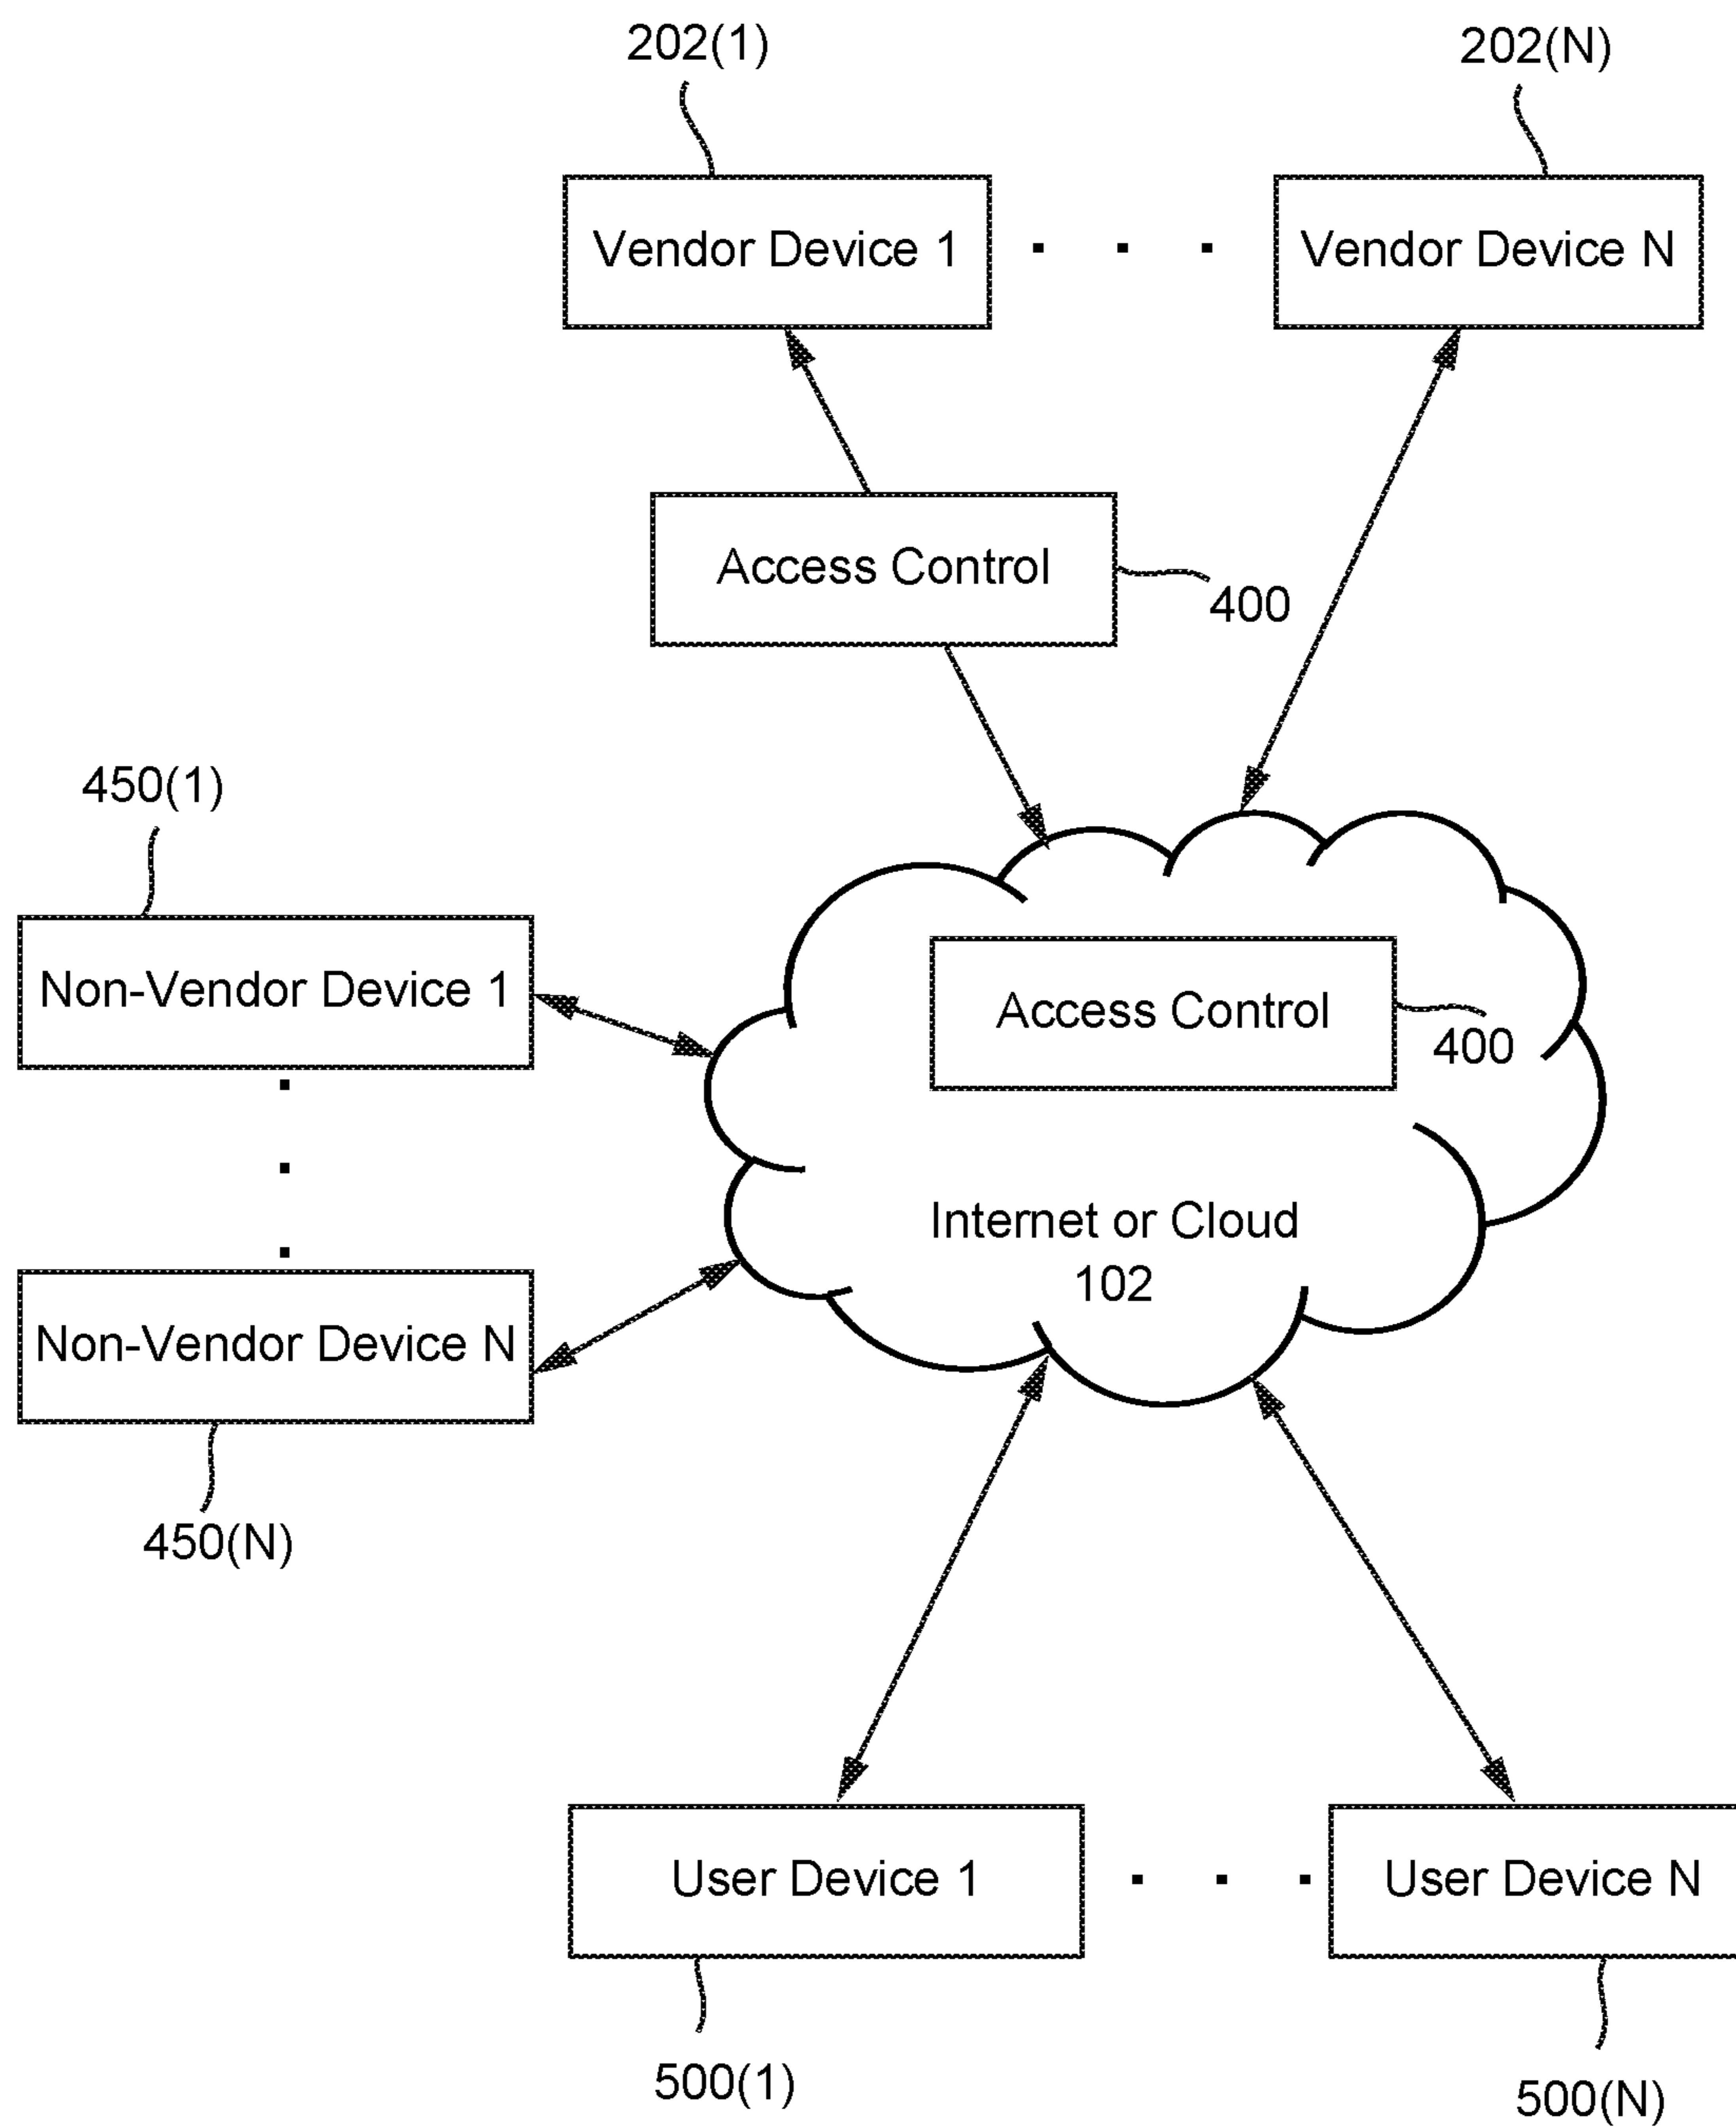 202(1)
202(N)
Vendor Device 1
Vendor Device N
Access Control
400
450(1)
Non-Vendor Device 1
Access Control
400
Internet or Cloud
102
Non-Vendor Device N
450(N)
User Device 1
User Device N
500(1)
500(N)